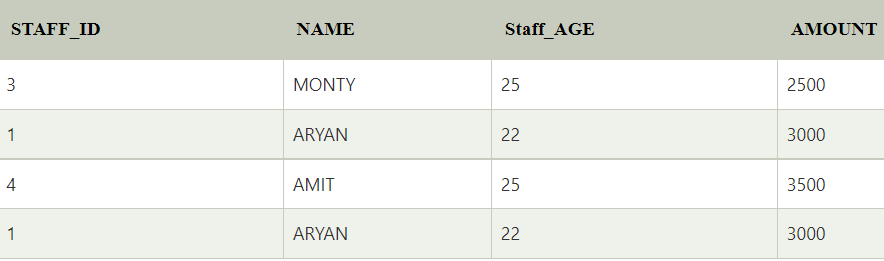 STAFF_ID NAME Staff_AGE AMOUNT
3 MONTY 25 2500
1 ARYAN 22 3000
4 AMIT 25 3500
1 ARYAN 22 3000